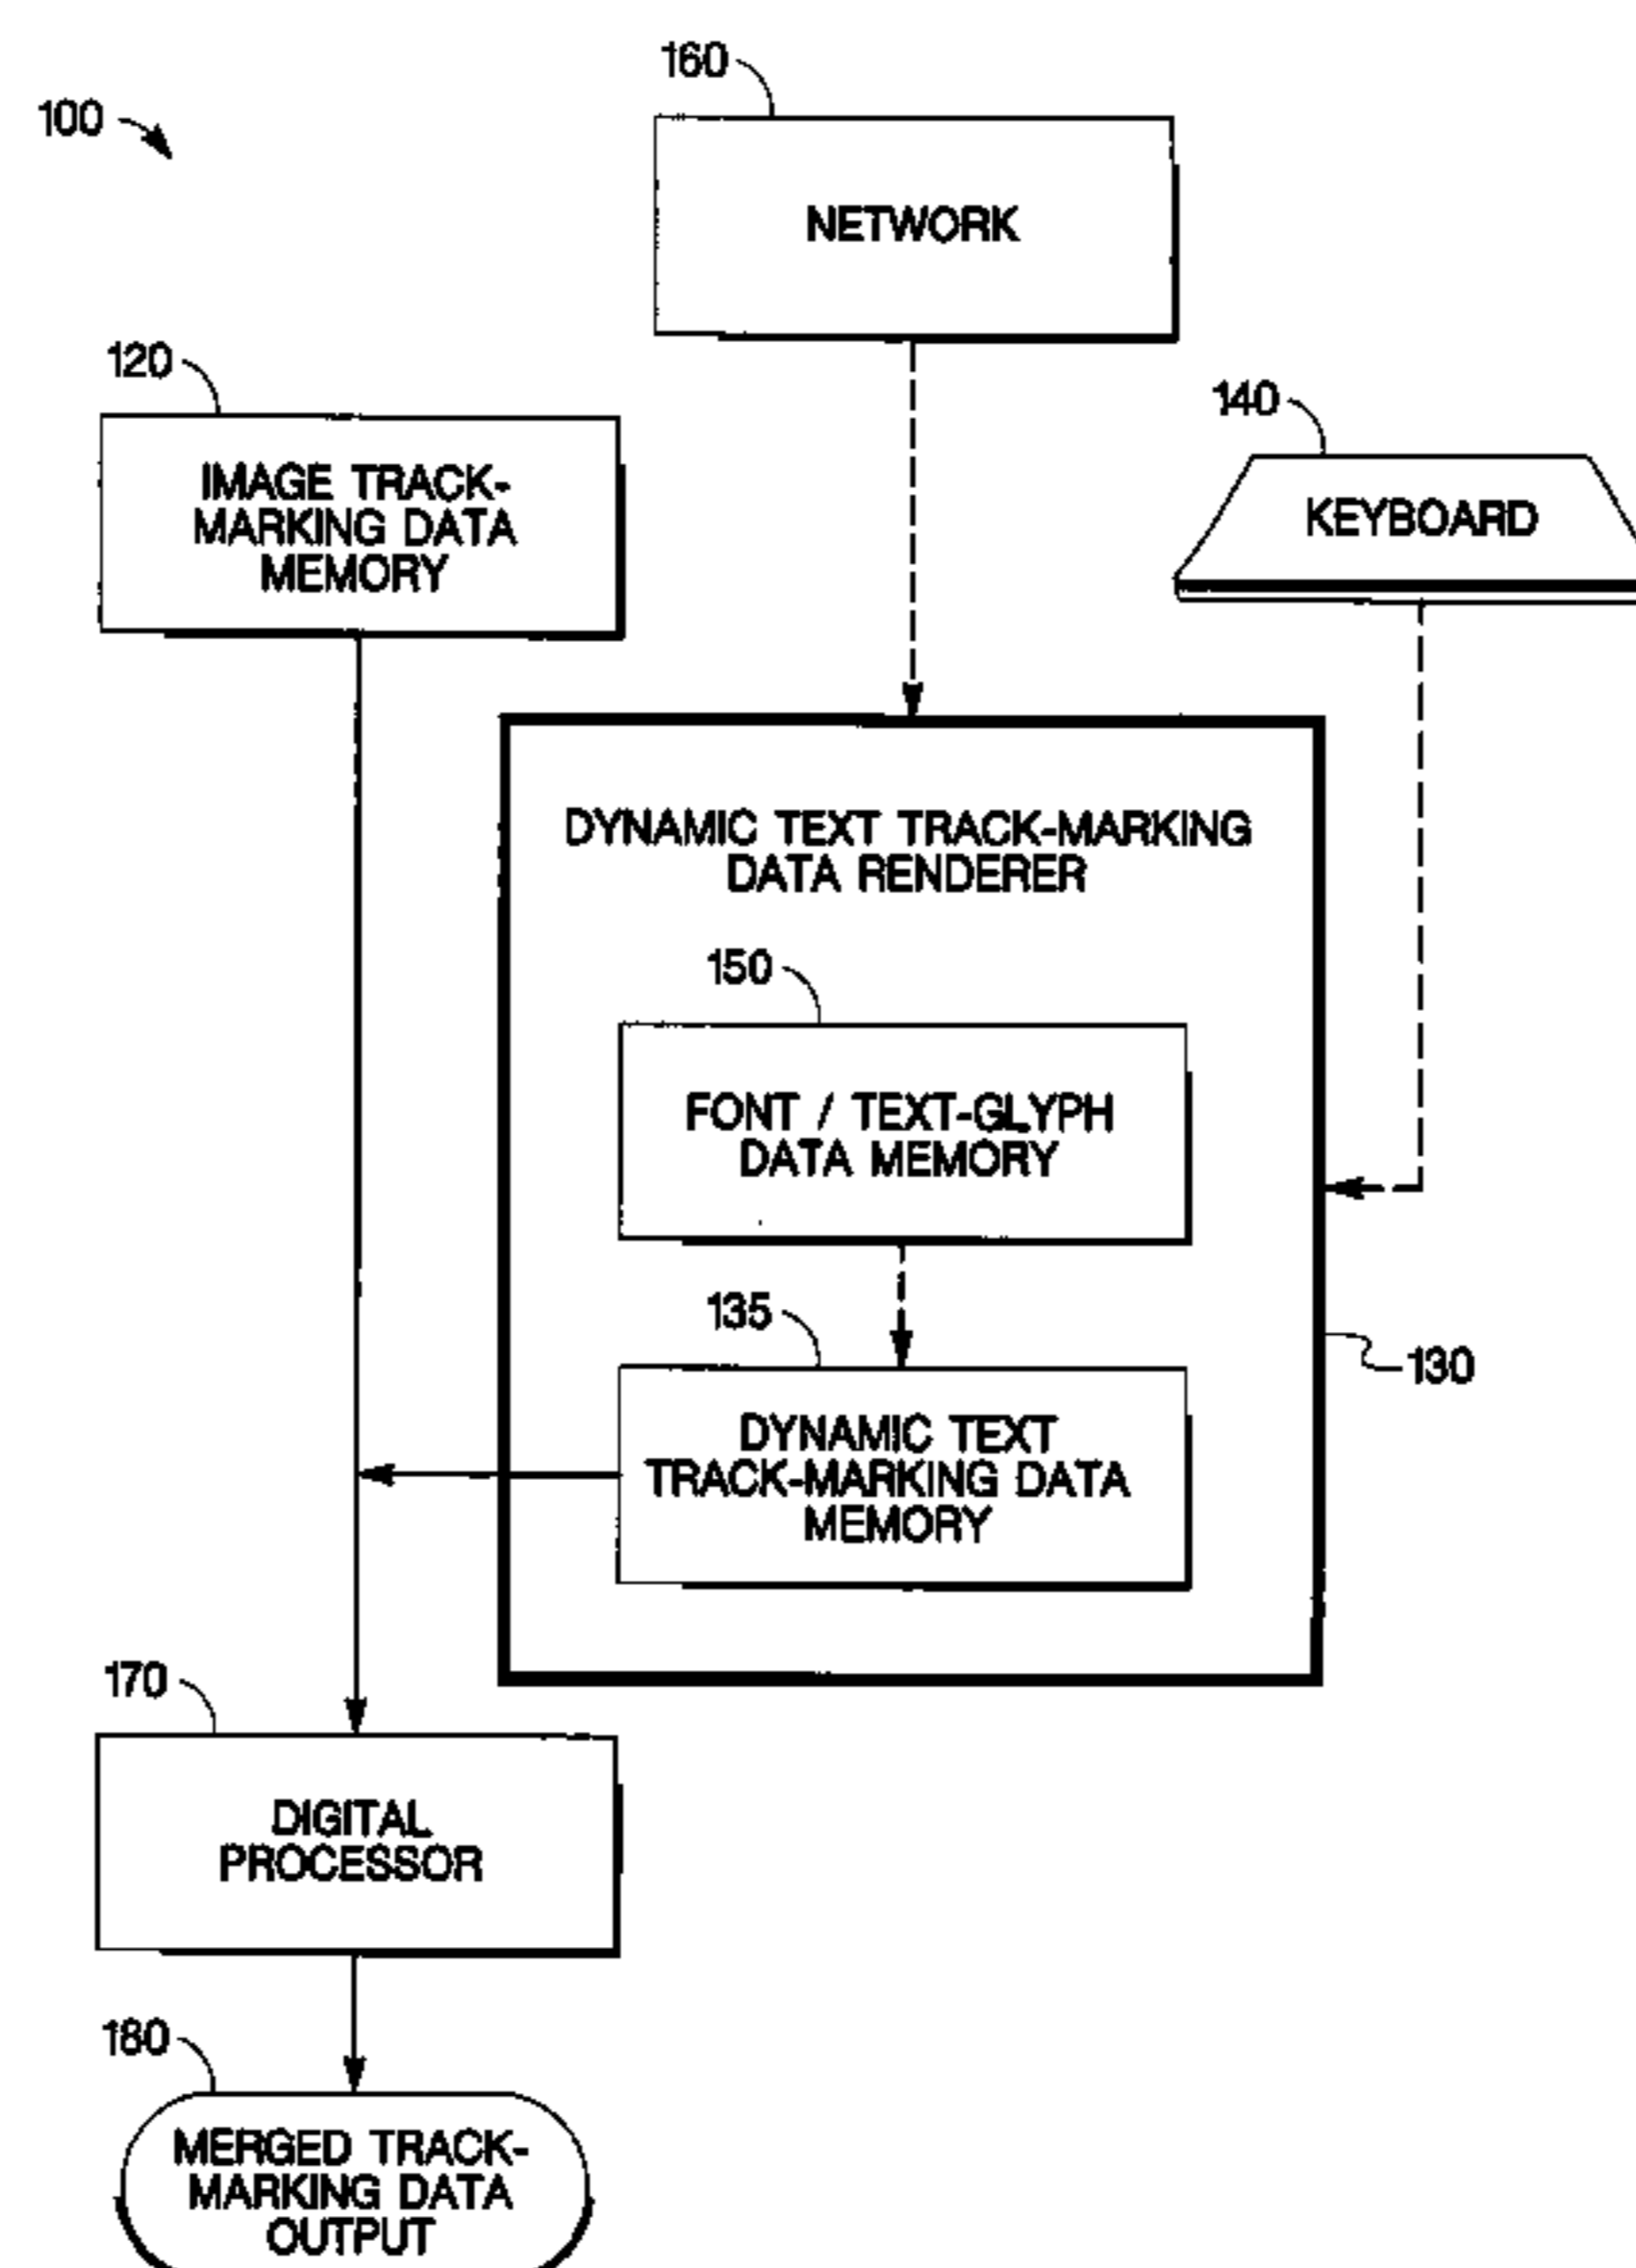 160
100
NETWORK
120
140
IMAGE TRACK-
MARKING DATA
MEMORY
KEYBOARD
DYNAMIC TEXT TRACK-MARKING
DATA RENDERER
150
FONT / TEXT-GLYPH
DATA MEMORY
135
130
DYNAMIC TEXT
TRACK-MARKING DATA
MEMORY
170
DIGITAL
PROCESSOR
180
MERGED TRACK-
MARKING DATA
OUTPUT